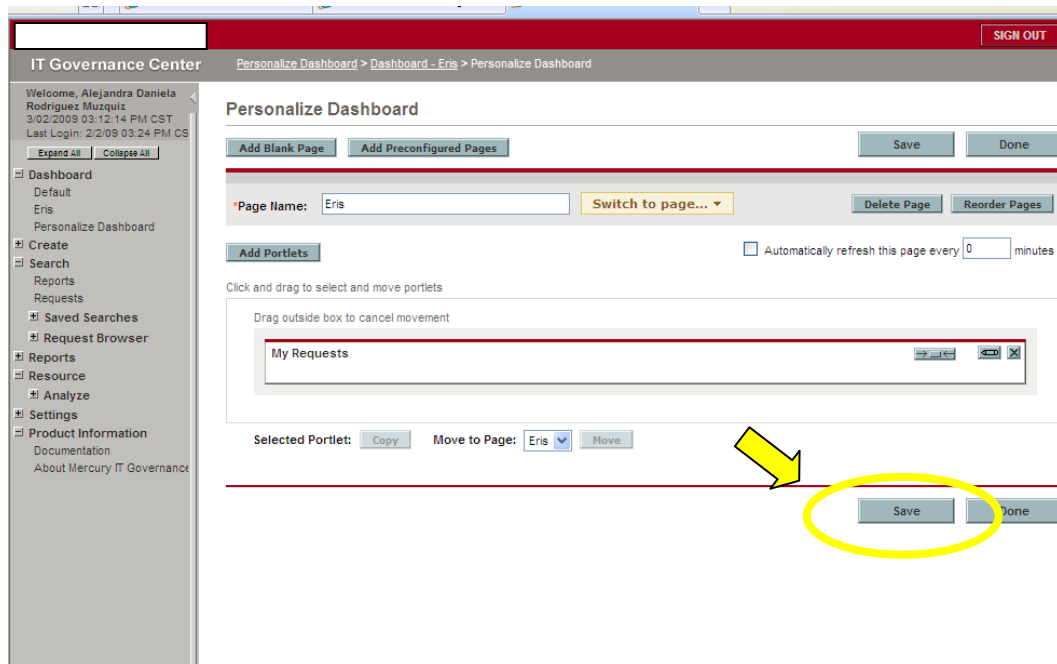 SIGN OUT
IT Governance Center
Personalize Dashboard > Dashboard - Eris > Personalize Dashboard
Welcome, Alejandra Daniela
Rodriguez Muzquiz
3/02/2009 03:12:14 PM CST
Last Login: 2/2/09 03:24 PM CS
Expand All Collapse All
Dashboard
Default
Eris
Personalize Dashboard
Create
Search
Reports
Requests
Saved Searches
Request Browser
Reports
Resource
Analyze
Settings
Product Information
Documentation
About Mercury IT Governance
Personalize Dashboard
Add Blank Page Add Preconfigured Pages Save Done
*Page Name: Eris Switch to page... Delete Page Reorder Pages
Add Portlets Automatically refresh this page every 0 minutes
Click and drag to select and move portlets
Drag outside box to cancel movement
My Requests
Selected Portlet: Copy Move to Page: Eris Move
Save Done